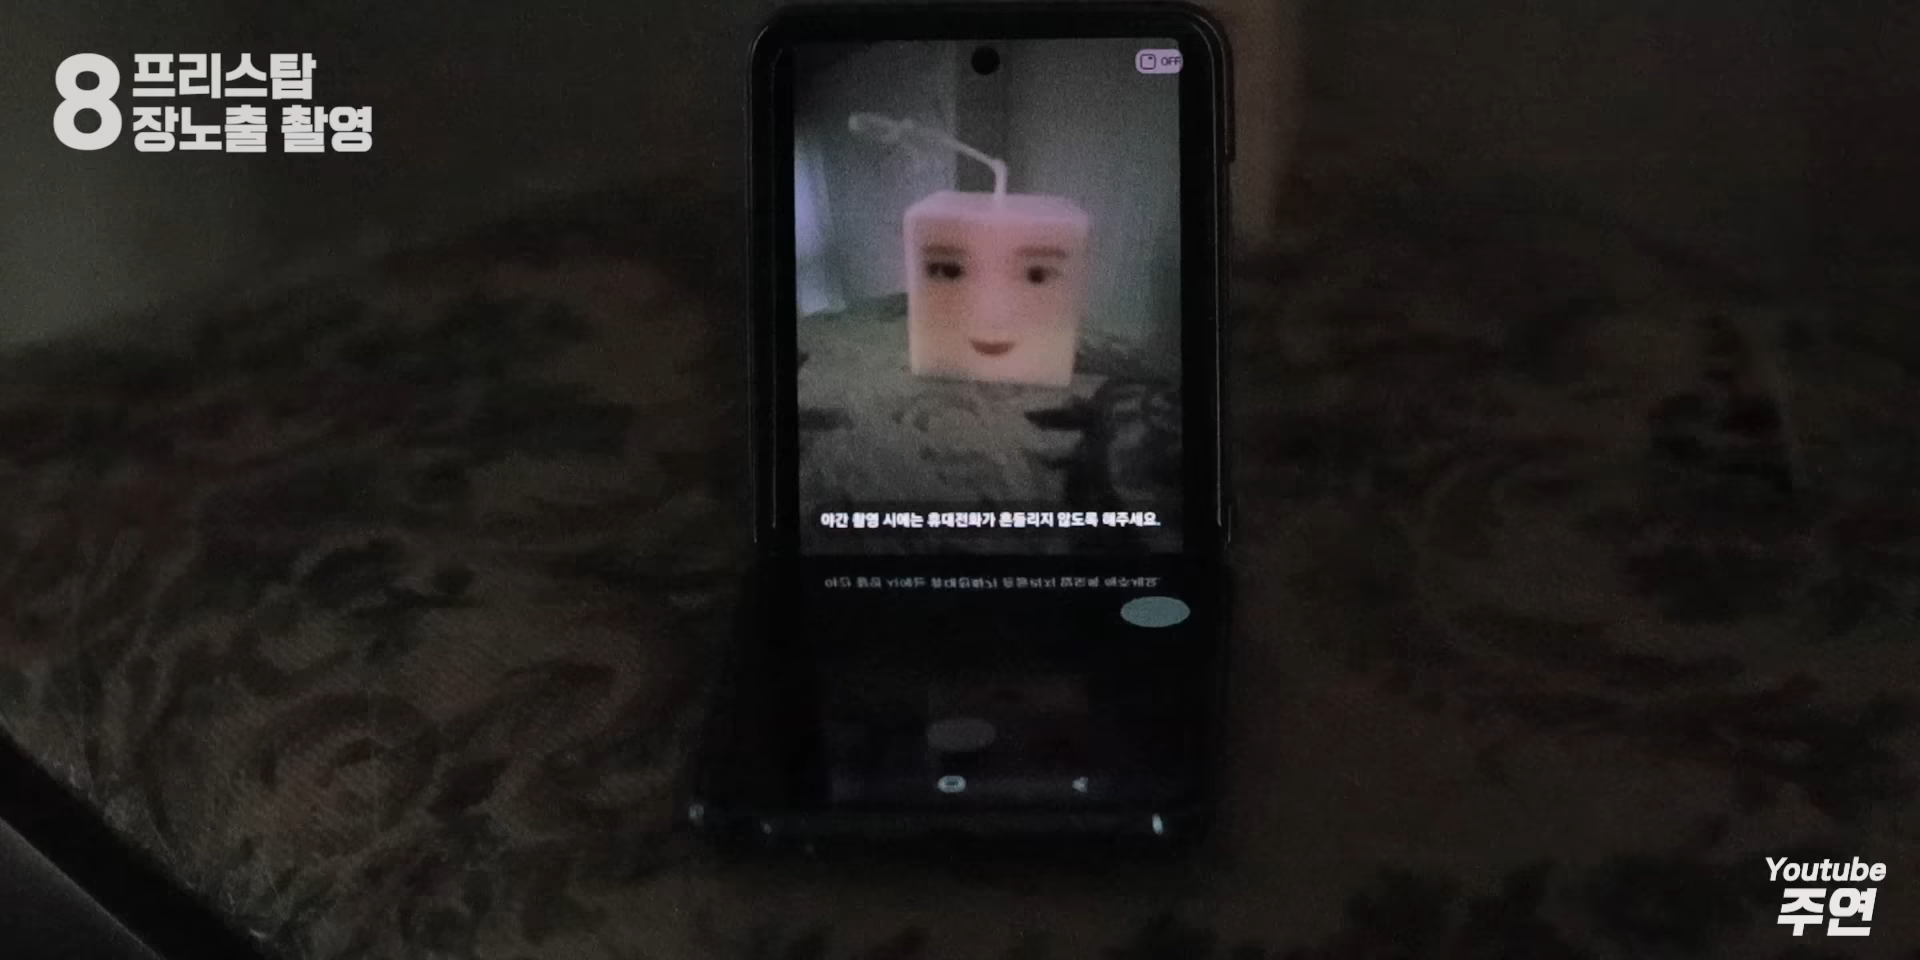 8 프리스탑
장노출 촬영
OFF
야간 촬영 시에는 휴대전화가 흔들리지 않도록 해주세요.
Youtube
주연